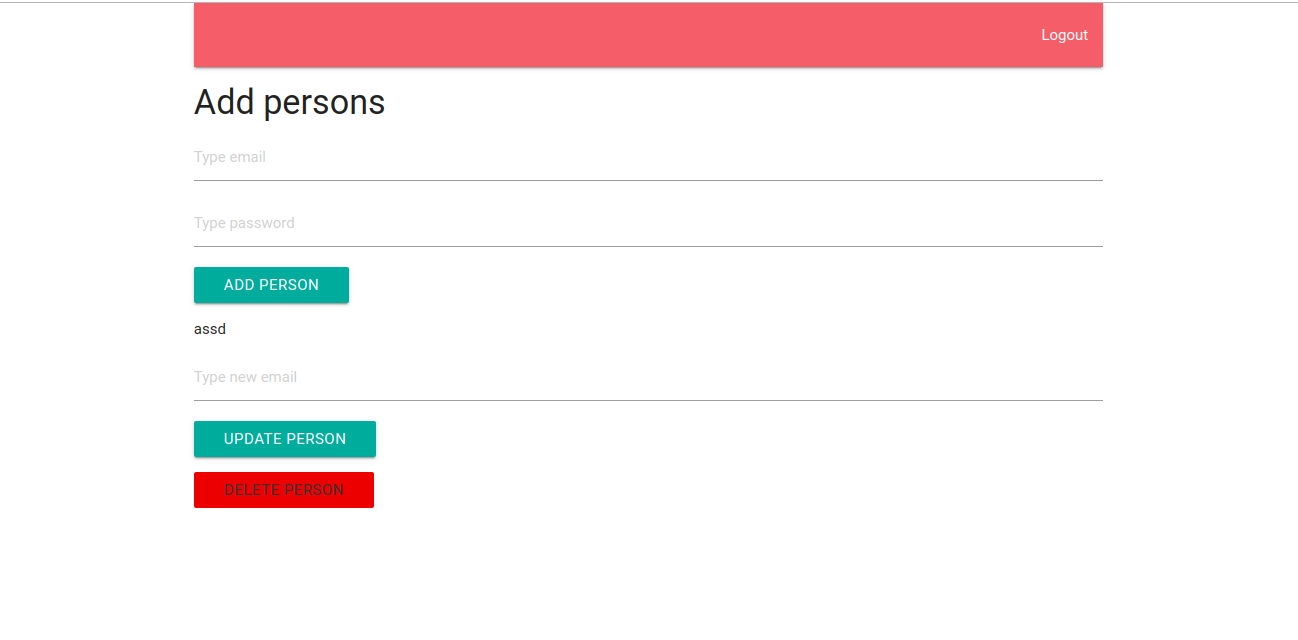 Logout
Add persons
Type email
Type password
ADD PERSON
assd
Type new email
UPDATE PERSON
DELETE PERSON